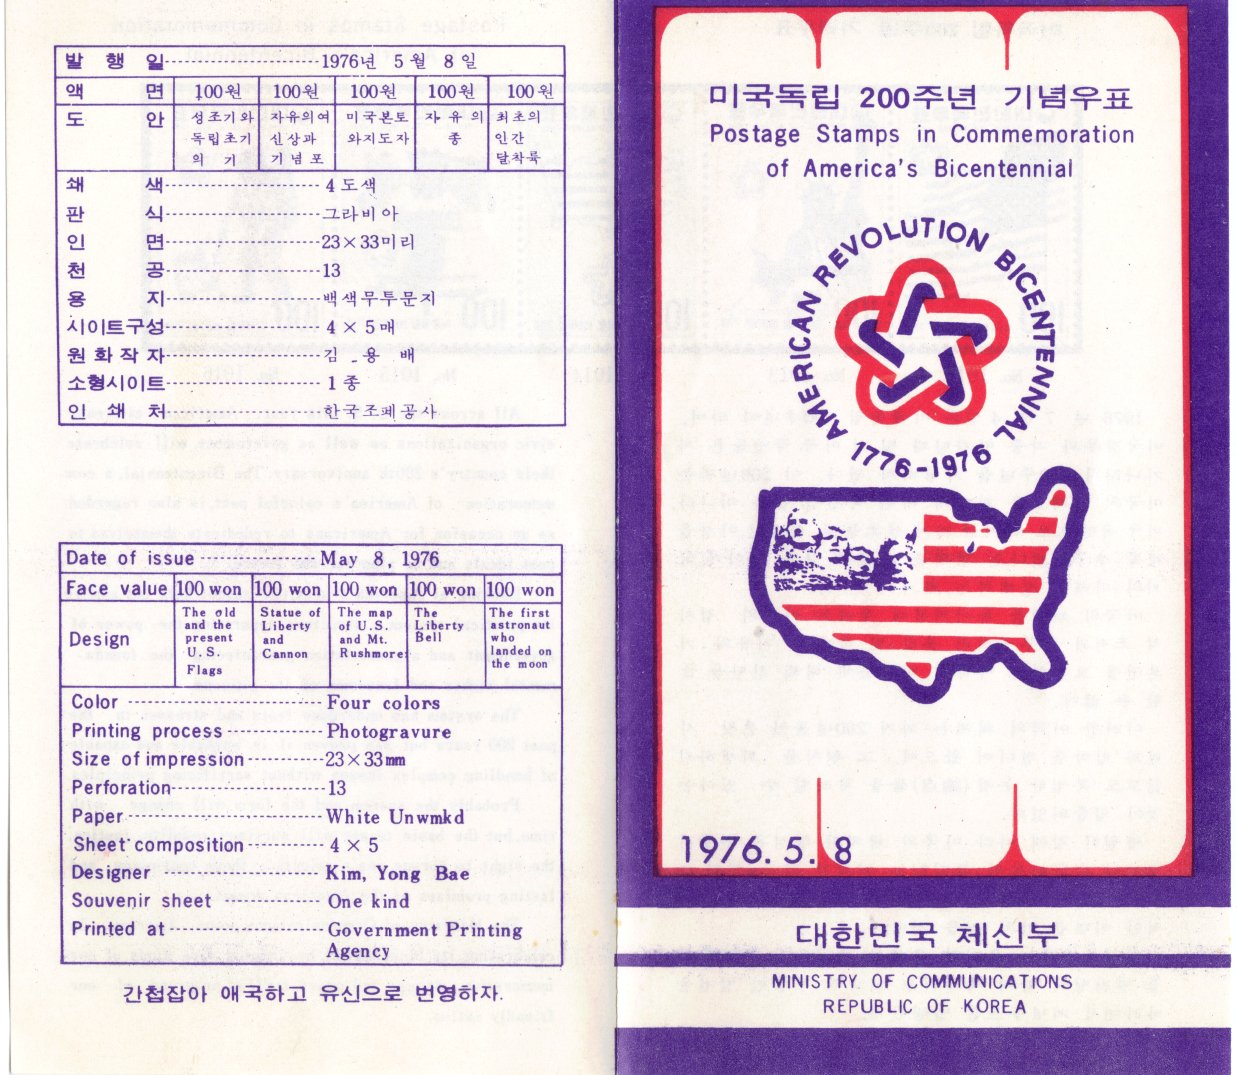 발 행 일 1976년 5월 8일
액 면 100원 100원 100원 100원 100원
도 안 성조기와 자유의여 미국본토 자유의 최초의
독립초기 신상과 와지도자 종 인간
의 기 기념포 달착륙
쇄 색 4도색
판 식 그라비아
인 면 23×33미리
천 공 13
용 지 백색무투문지
시이트구성 4×5매
원화작자 김 용 배
소형시이트 1종
인 쇄 처 한국조폐공사
Date of issue May 8, 1976
Face value 100 won 100 won 100 won 100 won 100 won
Design
The old
and the
present
U.S.
Flags
Statue of
Liberty
and
Cannon
The map
of U.S.
and Mt.
Rushmore
The
Liberty
Bell
The first
astronaut
who
landed on
the moon
Color Four colors
Printing process Photogravure
Size of impression 23×33mm
Perforation 13
Paper White Unwmkd
Sheet composition 4×5
Designer Kim, Yong Bae
Souvenir sheet One kind
Printed at Government Printing
Agency
간첩잡아 애국하고 유신으로 번영하자.
미국독립 200주년 기념우표
Postage Stamps in Commemoration
of America's Bicentennial
AMERICAN REVOLUTION BICENTENNIAL
1776-1976
1976. 5. 8
대한민국 체신부
MINISTRY OF COMMUNICATIONS
REPUBLIC OF KOREA